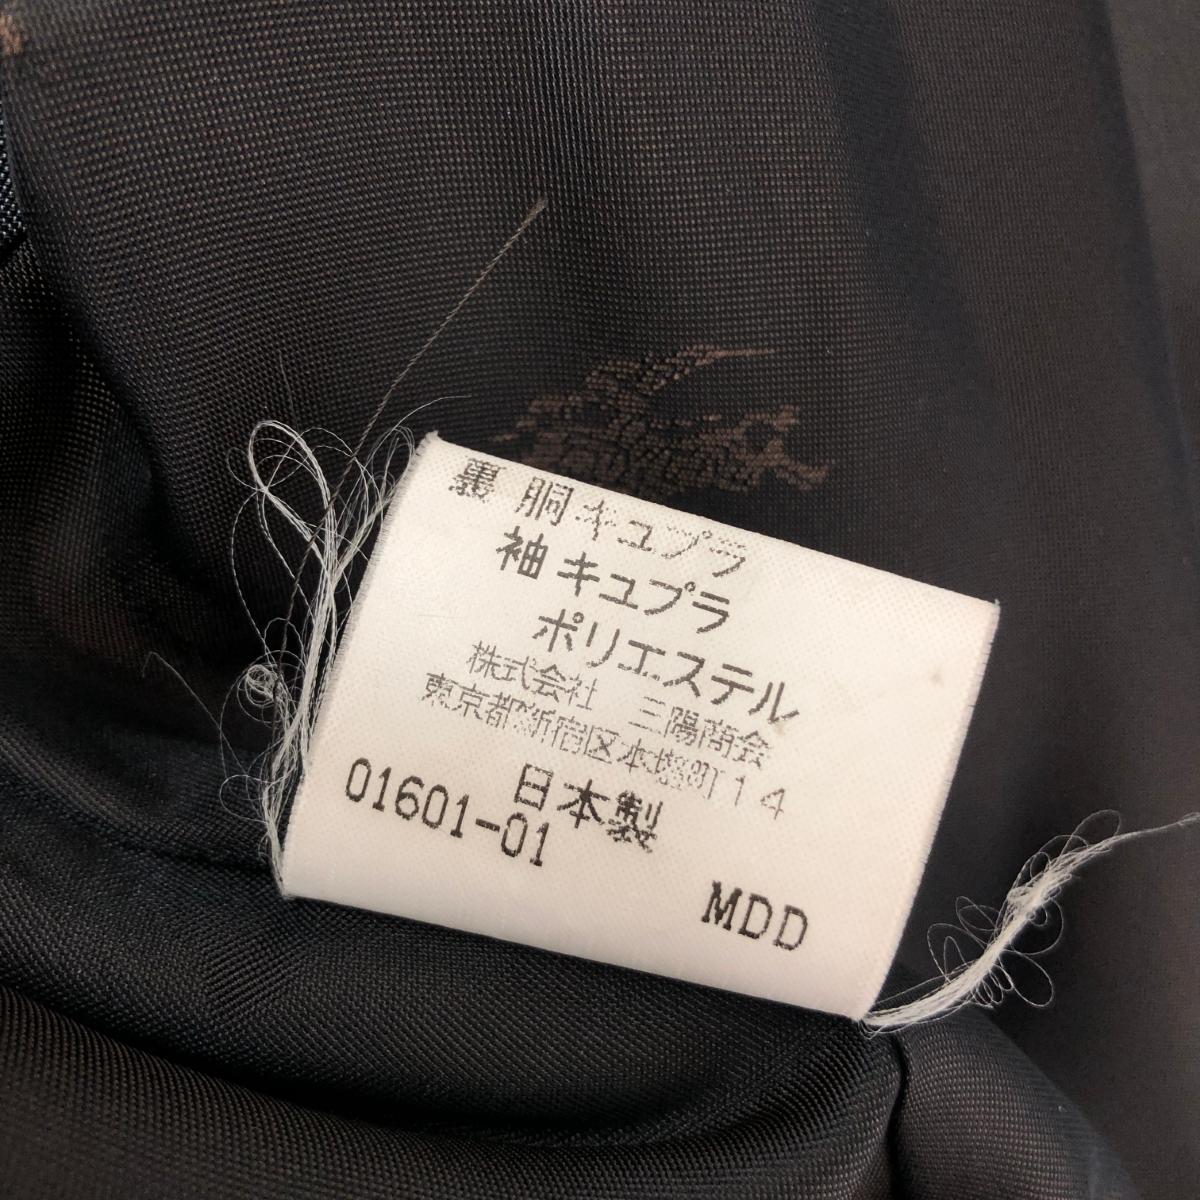 裏 胴キュプラ
袖キュプラ
ポリエステル
株式会社 三陽商会
東京都新宿区本塩町14
日本製
01601-01
MDD